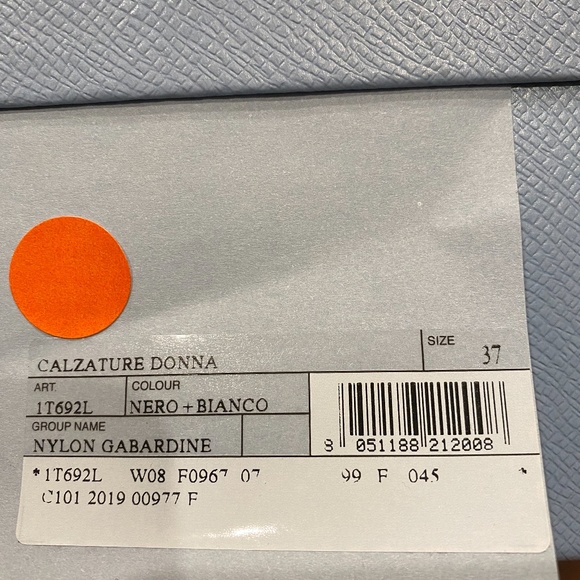 CALZATURE DONNA
SIZE 37
ART. 1T692L
COLOUR NERO+BIANCO
GROUP NAME
NYLON GABARDINE
8 051188 212008
*1T692L W08 F0967 07 99 F 045 *
C101 2019 00977 F